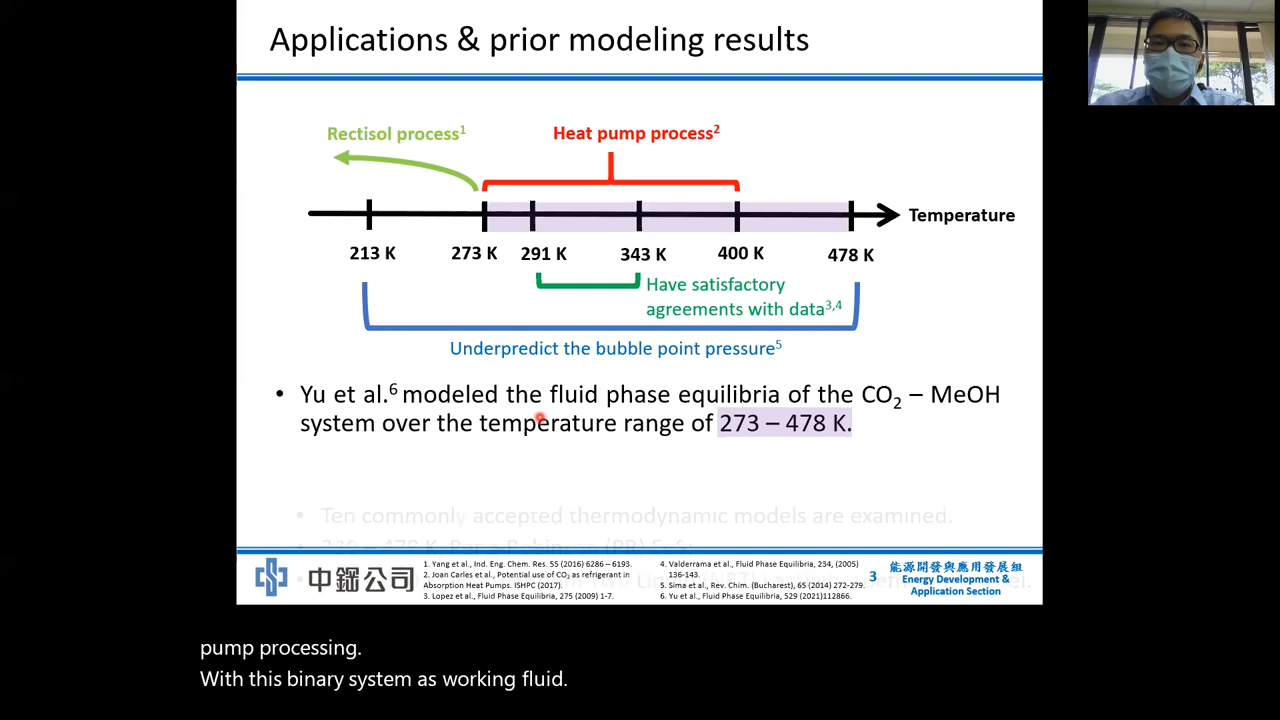 Applications & prior modeling results
Rectisol process1
Heat pump process2
Temperature
213 K
273 K
291 K
343 K
400 K
478 K
Have satisfactory
agreements with data3,4
Underpredict the bubble point pressure5
• Yu et al.6 modeled the fluid phase equilibria of the CO2 – MeOH
system over the temperature range of 273 – 478 K.
• Ten commonly accepted thermodynamic models are examined.
中鋼公司
1. Yang et al., Ind. Eng. Chem. Res. 55 (2016) 6286 – 6193.
2. Joan Carles et al., Potential use of CO2 as refrigerant in
Absorption Heat Pumps. ISHPC (2017).
3. Lopez et al., Fluid Phase Equilibria, 275 (2009) 1-7.
4. Valderrama et al., Fluid Phase Equilibria, 234, (2005)
136-143.
5. Sima et al., Rev. Chim. (Bucharest), 65 (2014) 272-279.
6. Yu et al., Fluid Phase Equilibria, 529 (2021)112866.
3
能源開發與應用發展組
Energy Development &
Application Section
pump processing.
With this binary system as working fluid.